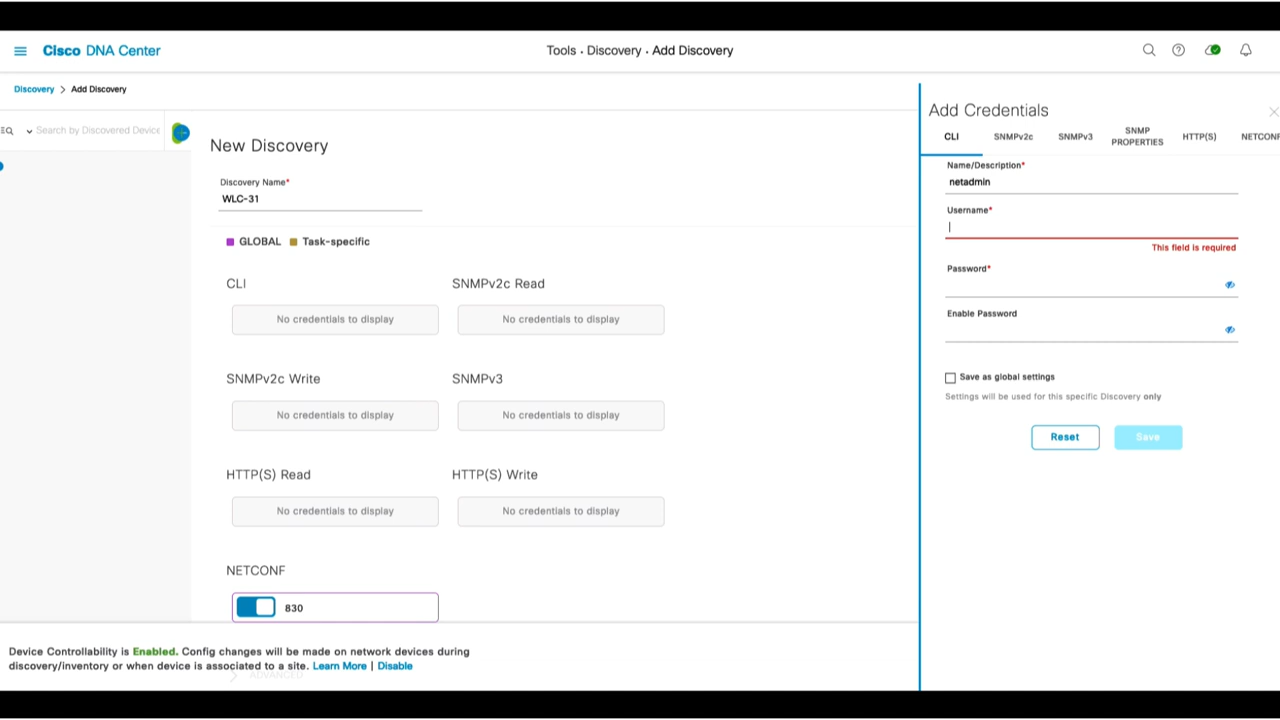 Cisco DNA Center
Tools · Discovery · Add Discovery
Discovery > Add Discovery
Search by Discovered Device
New Discovery
Discovery Name*
WLC-31
GLOBAL Task-specific
CLI SNMPv2c Read
No credentials to display No credentials to display
SNMPv2c Write SNMPv3
No credentials to display No credentials to display
HTTP(S) Read HTTP(S) Write
No credentials to display No credentials to display
NETCONF
830
Device Controllability is Enabled. Config changes will be made on network devices during
discovery/inventory or when device is associated to a site. Learn More | Disable
ADVANCED
Add Credentials
CLI SNMPv2c SNMPv3 SNMP PROPERTIES HTTP(S) NETCONF
Name/Description*
netadmin
Username*
This field is required
Password*
Enable Password
Save as global settings
Settings will be used for this specific Discovery only
Reset Save